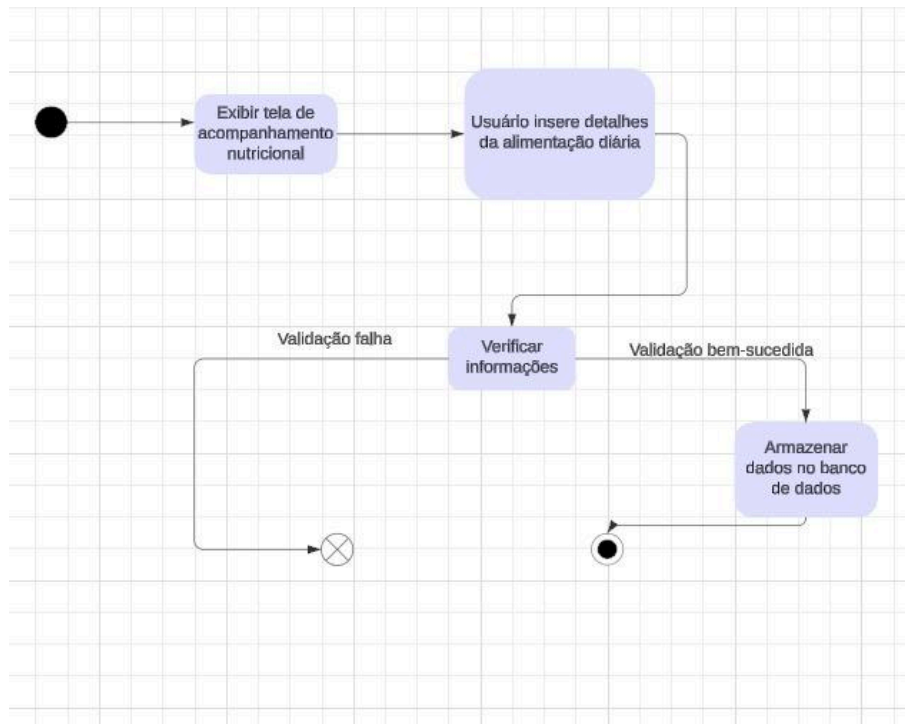 Exibir tela de
acompanhamento
nutricional
Usuárlo insere detalhes
da alimentação diária
Validação falha
Verificar
informações
Validação bem-sucedida
Armazenar
dados no banco
de dados